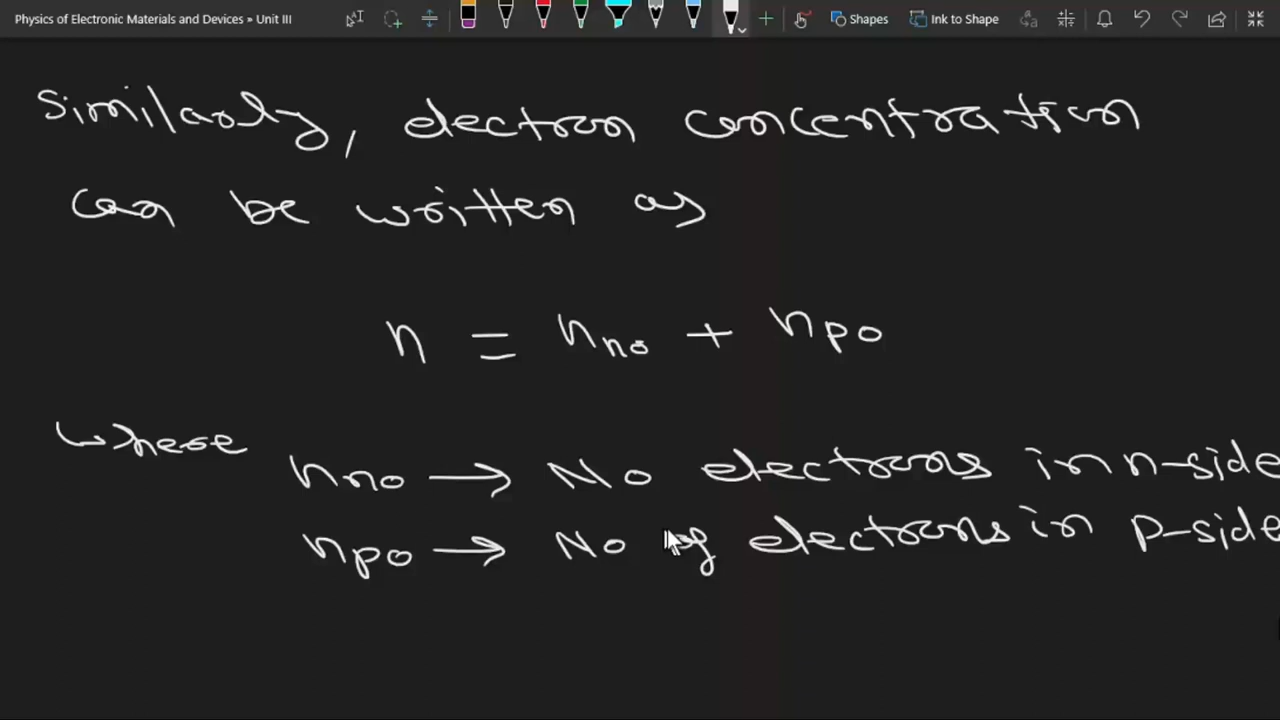 Physics of Electronic Materials and Devices » Unit III
Shapes
Ink to Shape
Similarly, electron concentration
can be written as
n = nno + npo
where
nno → No electrons in n-side
npo → No of electrons in p-side